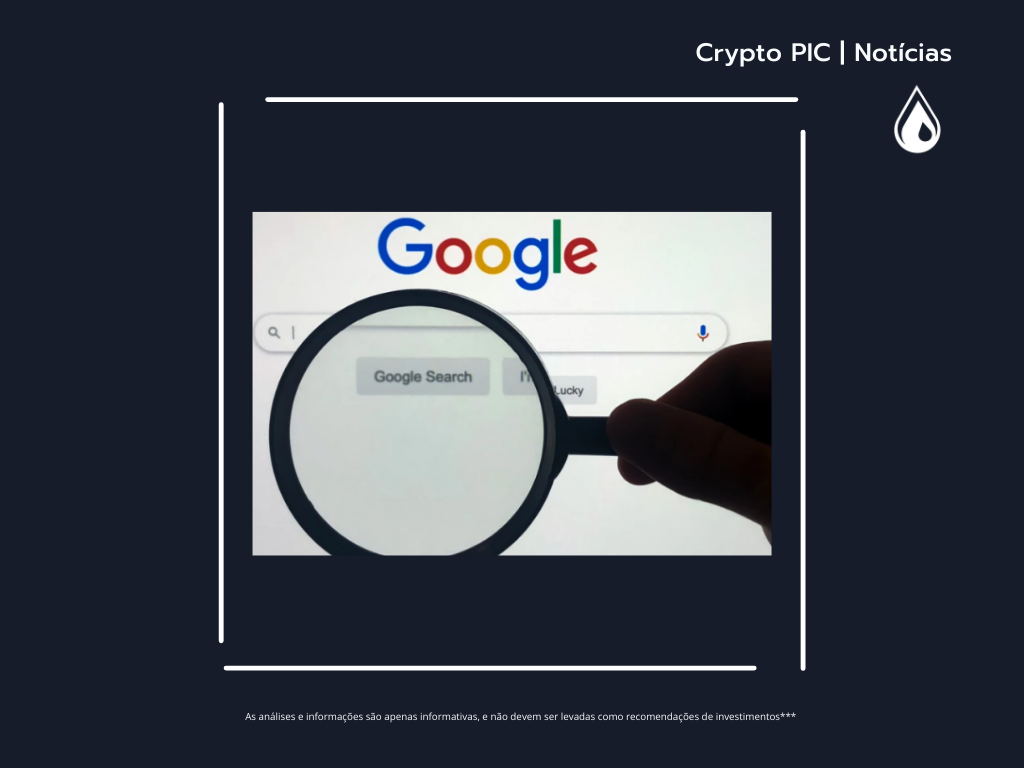 Crypto PIC | Notícias
Google
Google Search
I'
Lucky
As análises e informações são apenas informativas, e não devem ser levadas como recomendações de investimentos***